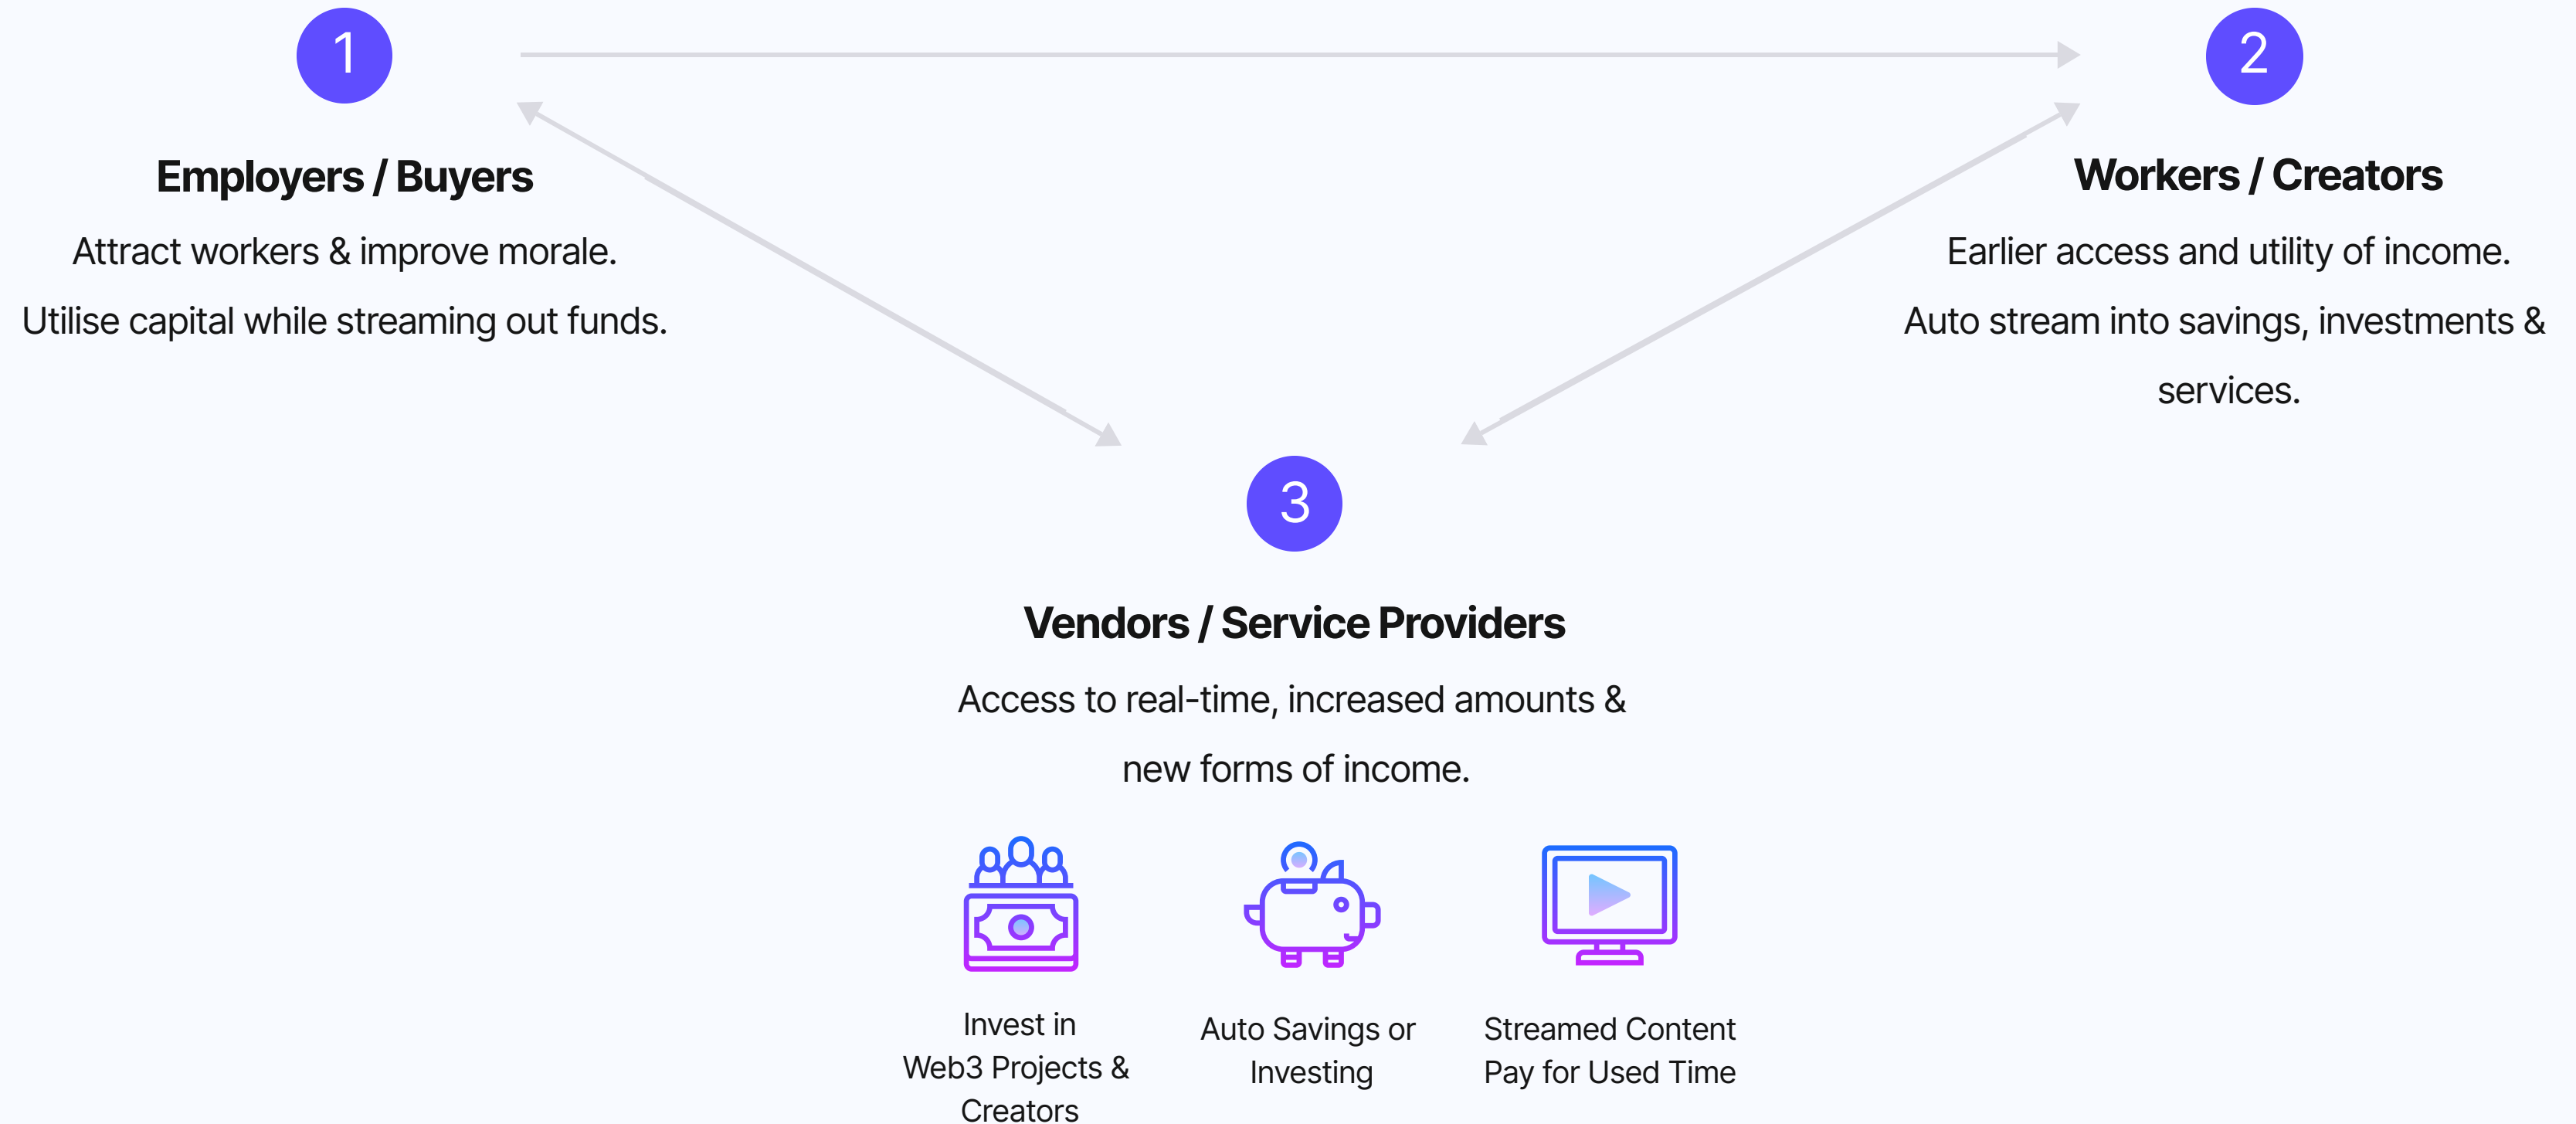 1
Employers / Buyers
Attract workers & improve morale.
Utilise capital while streaming out funds.
2
Workers / Creators
Earlier access and utility of income.
Auto stream into savings, investments &
services.
3
Vendors / Service Providers
Access to real-time, increased amounts &
new forms of income.
Invest in
Web3 Projects &
Creators
Auto Savings or
Investing
Streamed Content
Pay for Used Time